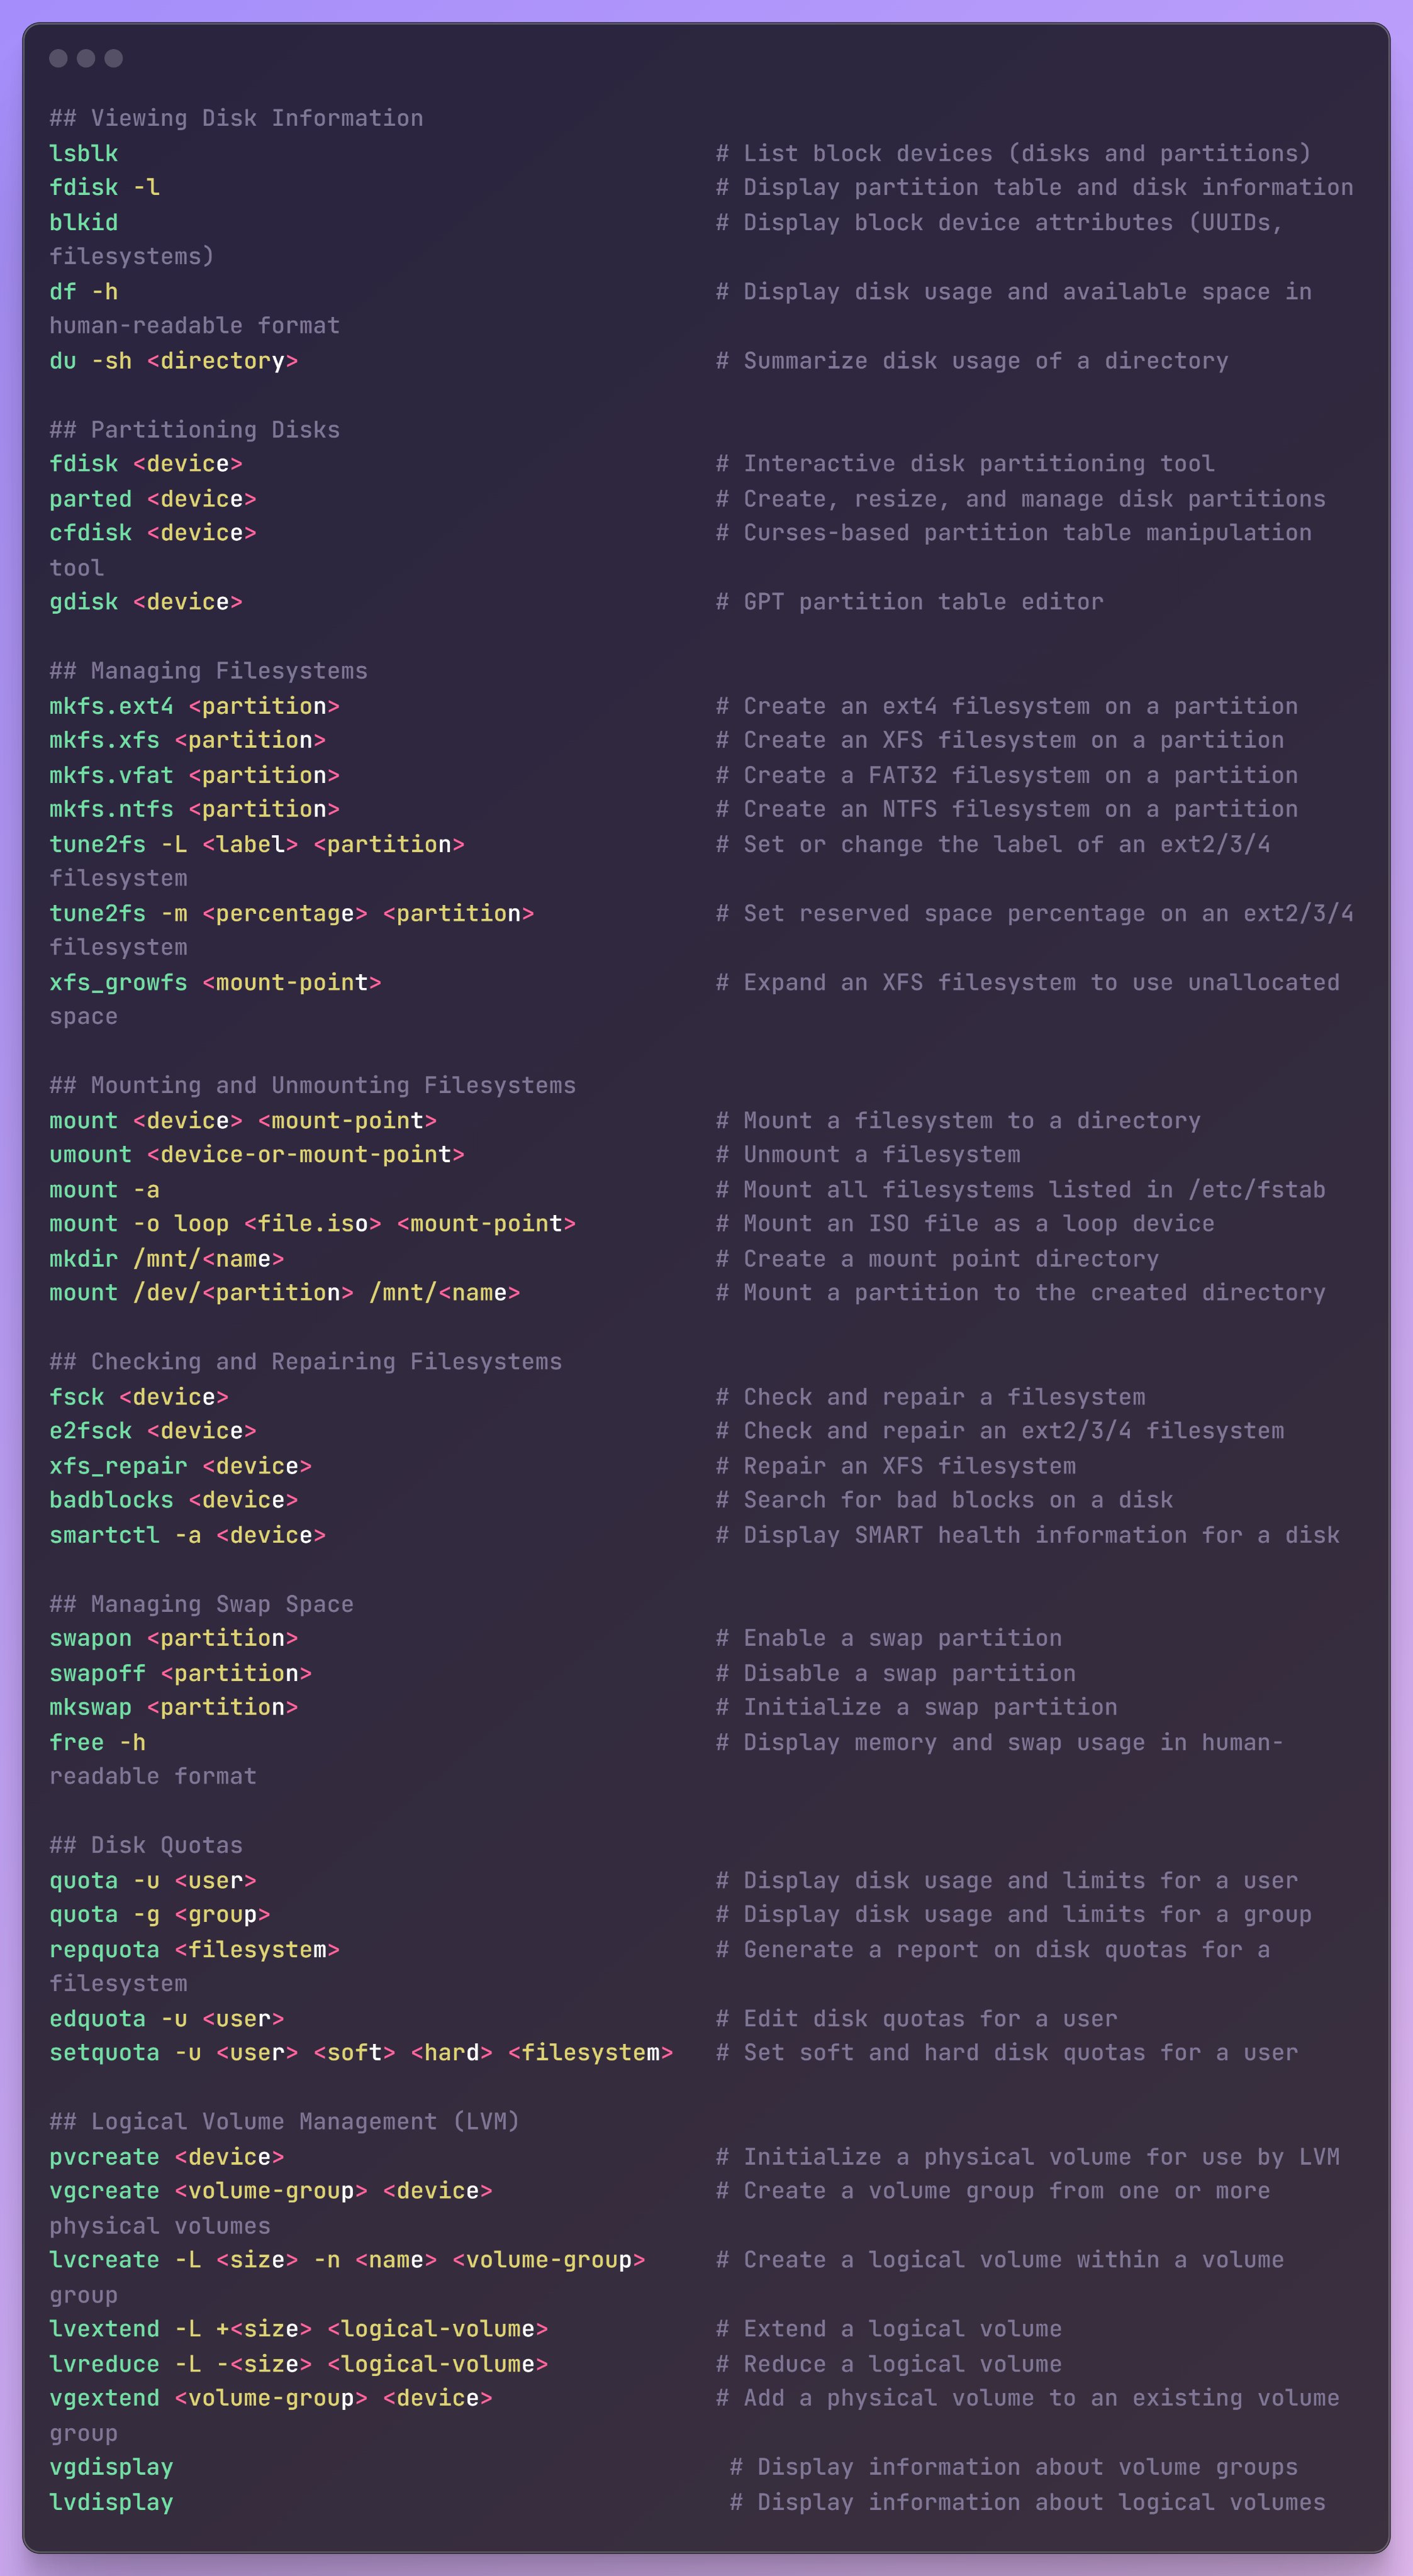 ## Viewing Disk Information
lsblk                                           # List block devices (disks and partitions)
fdisk -l                                        # Display partition table and disk information
blkid                                           # Display block device attributes (UUIDs,
filesystems)
df -h                                           # Display disk usage and available space in
human-readable format
du -sh <directory>                              # Summarize disk usage of a directory

## Partitioning Disks
fdisk <device>                                  # Interactive disk partitioning tool
parted <device>                                 # Create, resize, and manage disk partitions
cfdisk <device>                                 # Curses-based partition table manipulation
tool
gdisk <device>                                  # GPT partition table editor

## Managing Filesystems
mkfs.ext4 <partition>                           # Create an ext4 filesystem on a partition
mkfs.xfs <partition>                            # Create an XFS filesystem on a partition
mkfs.vfat <partition>                           # Create a FAT32 filesystem on a partition
mkfs.ntfs <partition>                           # Create an NTFS filesystem on a partition
tune2fs -L <label> <partition>                  # Set or change the label of an ext2/3/4
filesystem
tune2fs -m <percentage> <partition>             # Set reserved space percentage on an ext2/3/4
filesystem
xfs_growfs <mount-point>                        # Expand an XFS filesystem to use unallocated
space

## Mounting and Unmounting Filesystems
mount <device> <mount-point>                    # Mount a filesystem to a directory
umount <device-or-mount-point>                  # Unmount a filesystem
mount -a                                        # Mount all filesystems listed in /etc/fstab
mount -o loop <file.iso> <mount-point>          # Mount an ISO file as a loop device
mkdir /mnt/<name>                               # Create a mount point directory
mount /dev/<partition> /mnt/<name>              # Mount a partition to the created directory

## Checking and Repairing Filesystems
fsck <device>                                   # Check and repair a filesystem
e2fsck <device>                                 # Check and repair an ext2/3/4 filesystem
xfs_repair <device>                             # Repair an XFS filesystem
badblocks <device>                              # Search for bad blocks on a disk
smartctl -a <device>                            # Display SMART health information for a disk

## Managing Swap Space
swapon <partition>                              # Enable a swap partition
swapoff <partition>                             # Disable a swap partition
mkswap <partition>                              # Initialize a swap partition
free -h                                         # Display memory and swap usage in human-
readable format

## Disk Quotas
quota -u <user>                                 # Display disk usage and limits for a user
quota -g <group>                                # Display disk usage and limits for a group
repquota <filesystem>                           # Generate a report on disk quotas for a
filesystem
edquota -u <user>                               # Edit disk quotas for a user
setquota -u <user> <soft> <hard> <filesystem>   # Set soft and hard disk quotas for a user

## Logical Volume Management (LVM)
pvcreate <device>                               # Initialize a physical volume for use by LVM
vgcreate <volume-group> <device>                # Create a volume group from one or more
physical volumes
lvcreate -L <size> -n <name> <volume-group>     # Create a logical volume within a volume
group
lvextend -L +<size> <logical-volume>            # Extend a logical volume
lvreduce -L -<size> <logical-volume>            # Reduce a logical volume
vgextend <volume-group> <device>                # Add a physical volume to an existing volume
group
vgdisplay                                        # Display information about volume groups
lvdisplay                                        # Display information about logical volumes